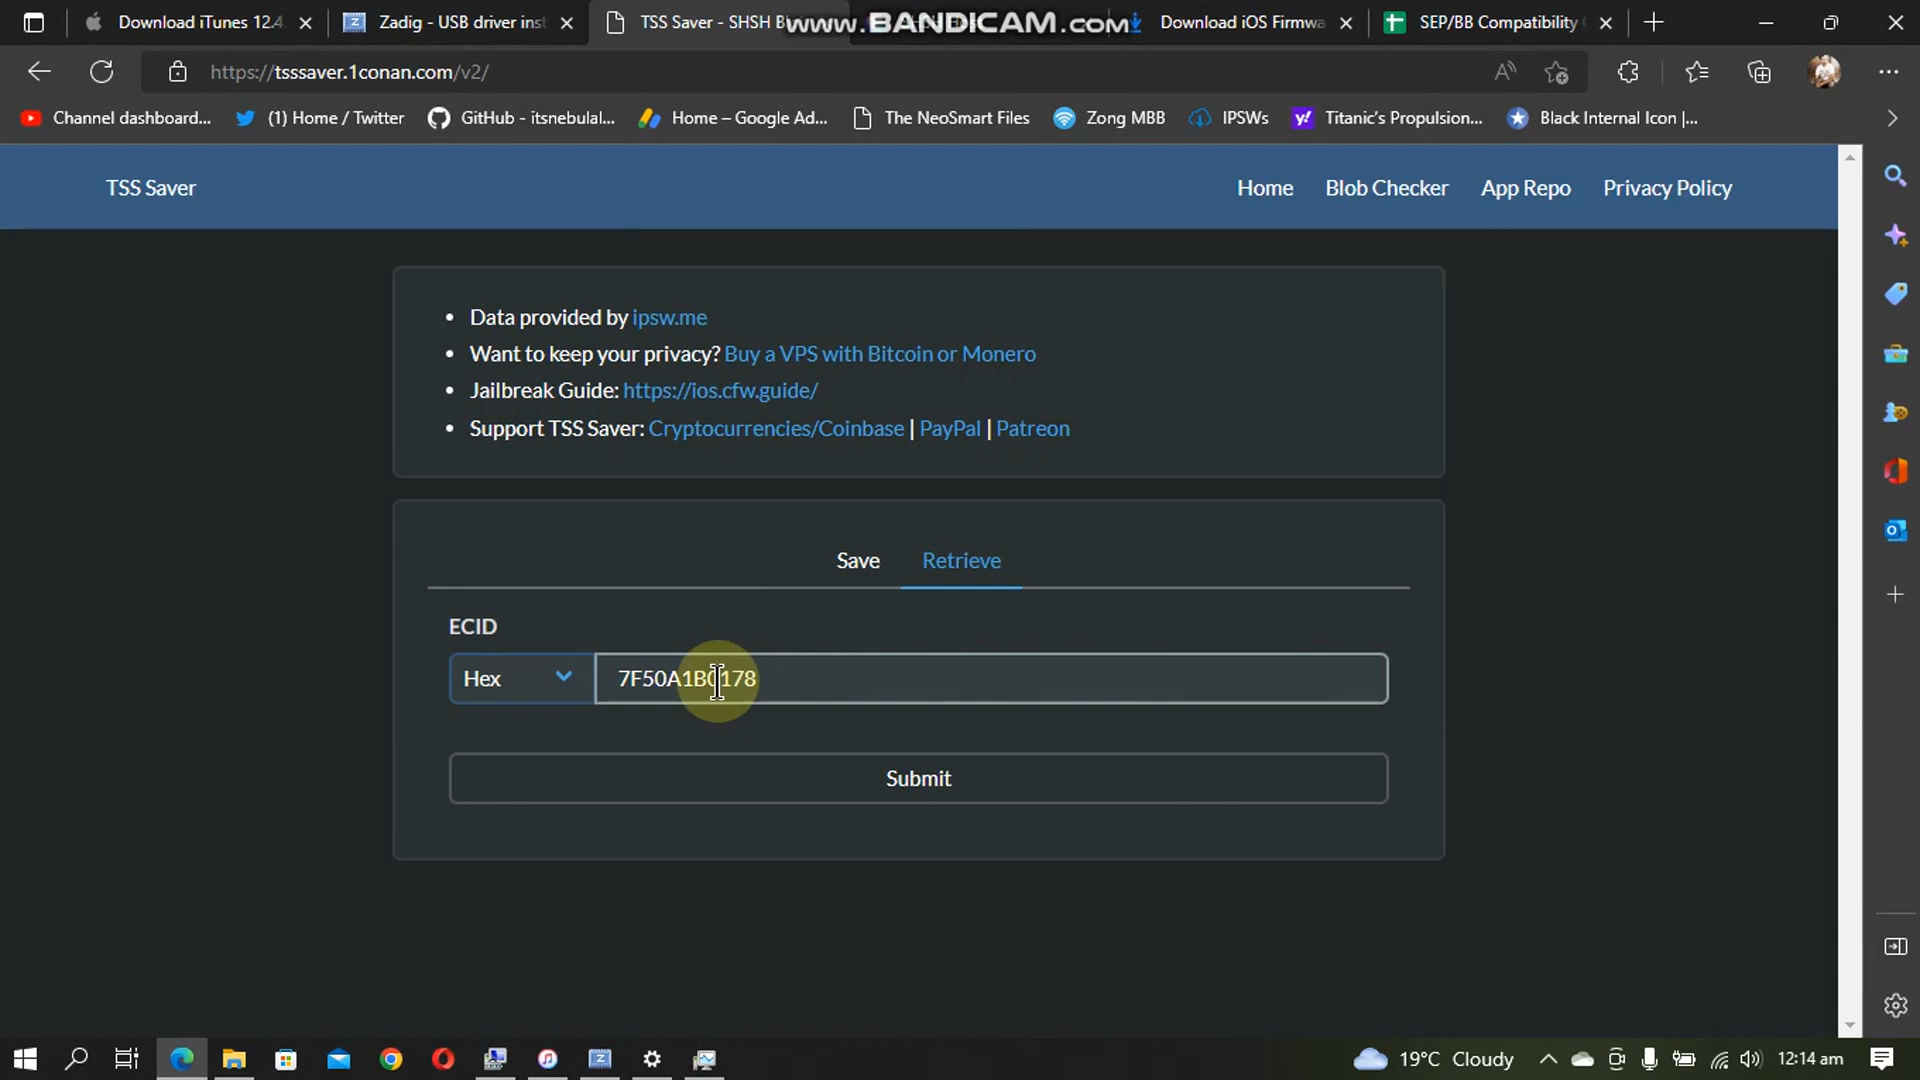 Download iTunes 12.4
Zadig - USB driver inst
TSS Saver - SHSH Bl
www.BANDICAM.com
Download iOS Firmwa
SEP/BB Compatibility
https://tsssaver.1conan.com/v2/
Channel dashboard...
(1) Home / Twitter
GitHub - itsnebulal...
Home – Google Ad...
The NeoSmart Files
Zong MBB
IPSWs
Titanic's Propulsion...
Black Internal Icon |...
TSS Saver
Home
Blob Checker
App Repo
Privacy Policy
Data provided by ipsw.me
Want to keep your privacy? Buy a VPS with Bitcoin or Monero
Jailbreak Guide: https://ios.cfw.guide/
Support TSS Saver: Cryptocurrencies/Coinbase | PayPal | Patreon
Save
Retrieve
ECID
Hex
7F50A1B0178
Submit
19°C Cloudy
12:14 am